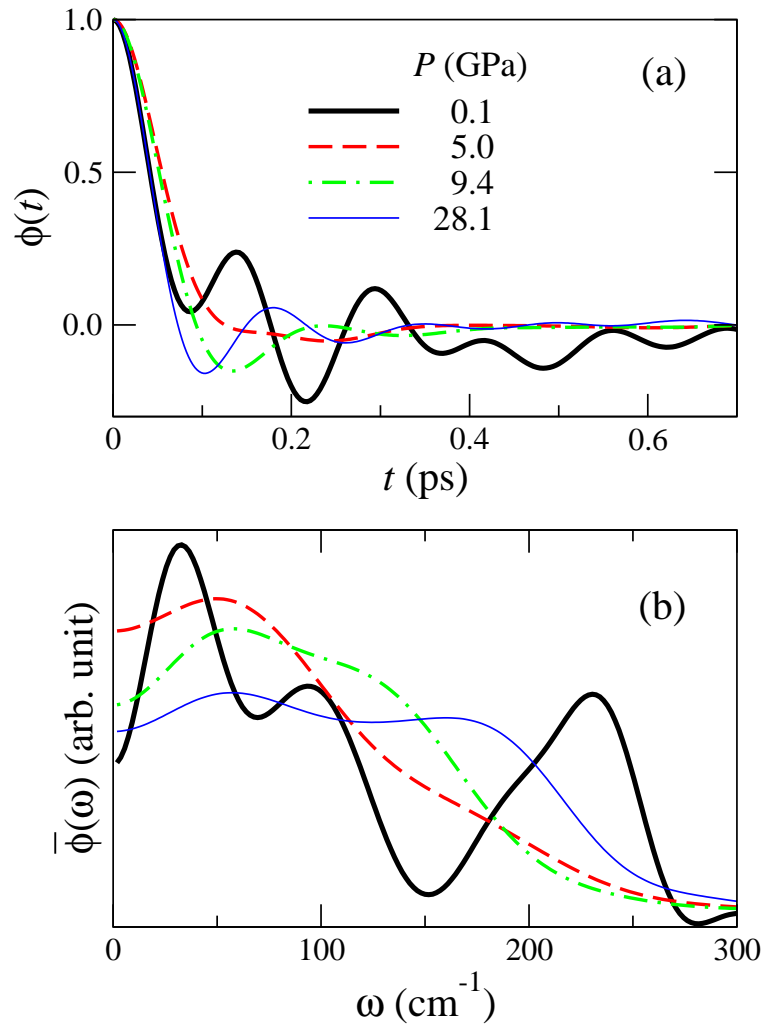 1.0
0.5
0.0
ϕ(t)
P (GPa)
0.1
5.0
9.4
28.1
(a)
0 0.2 0.4 0.6
t (ps)
(b)
ϕ̅(ω) (arb. unit)
0 100 200 300
ω (cm⁻¹)